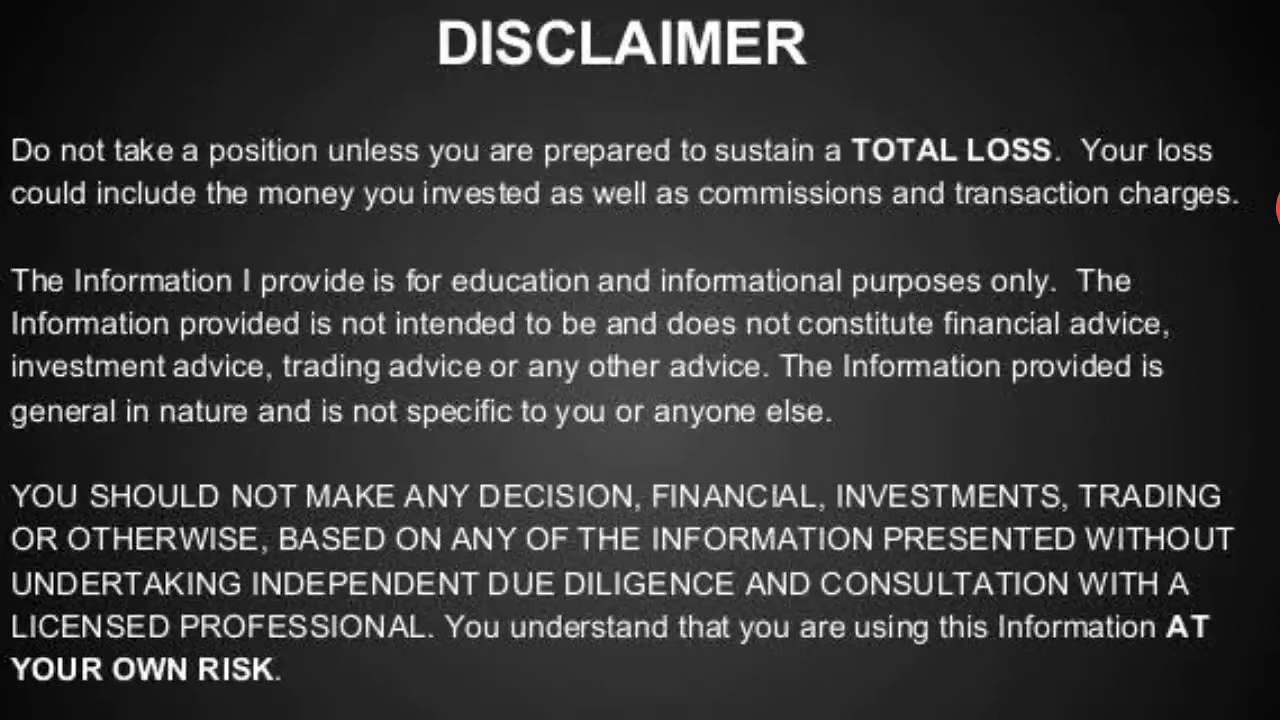 DISCLAIMER
Do not take a position unless you are prepared to sustain a TOTAL LOSS. Your loss
could include the money you invested as well as commissions and transaction charges.
The Information I provide is for education and informational purposes only. The
Information provided is not intended to be and does not constitute financial advice,
investment advice, trading advice or any other advice. The Information provided is
general in nature and is not specific to you or anyone else.
YOU SHOULD NOT MAKE ANY DECISION, FINANCIAL, INVESTMENTS, TRADING
OR OTHERWISE, BASED ON ANY OF THE INFORMATION PRESENTED WITHOUT
UNDERTAKING INDEPENDENT DUE DILIGENCE AND CONSULTATION WITH A
LICENSED PROFESSIONAL. You understand that you are using this Information AT
YOUR OWN RISK.